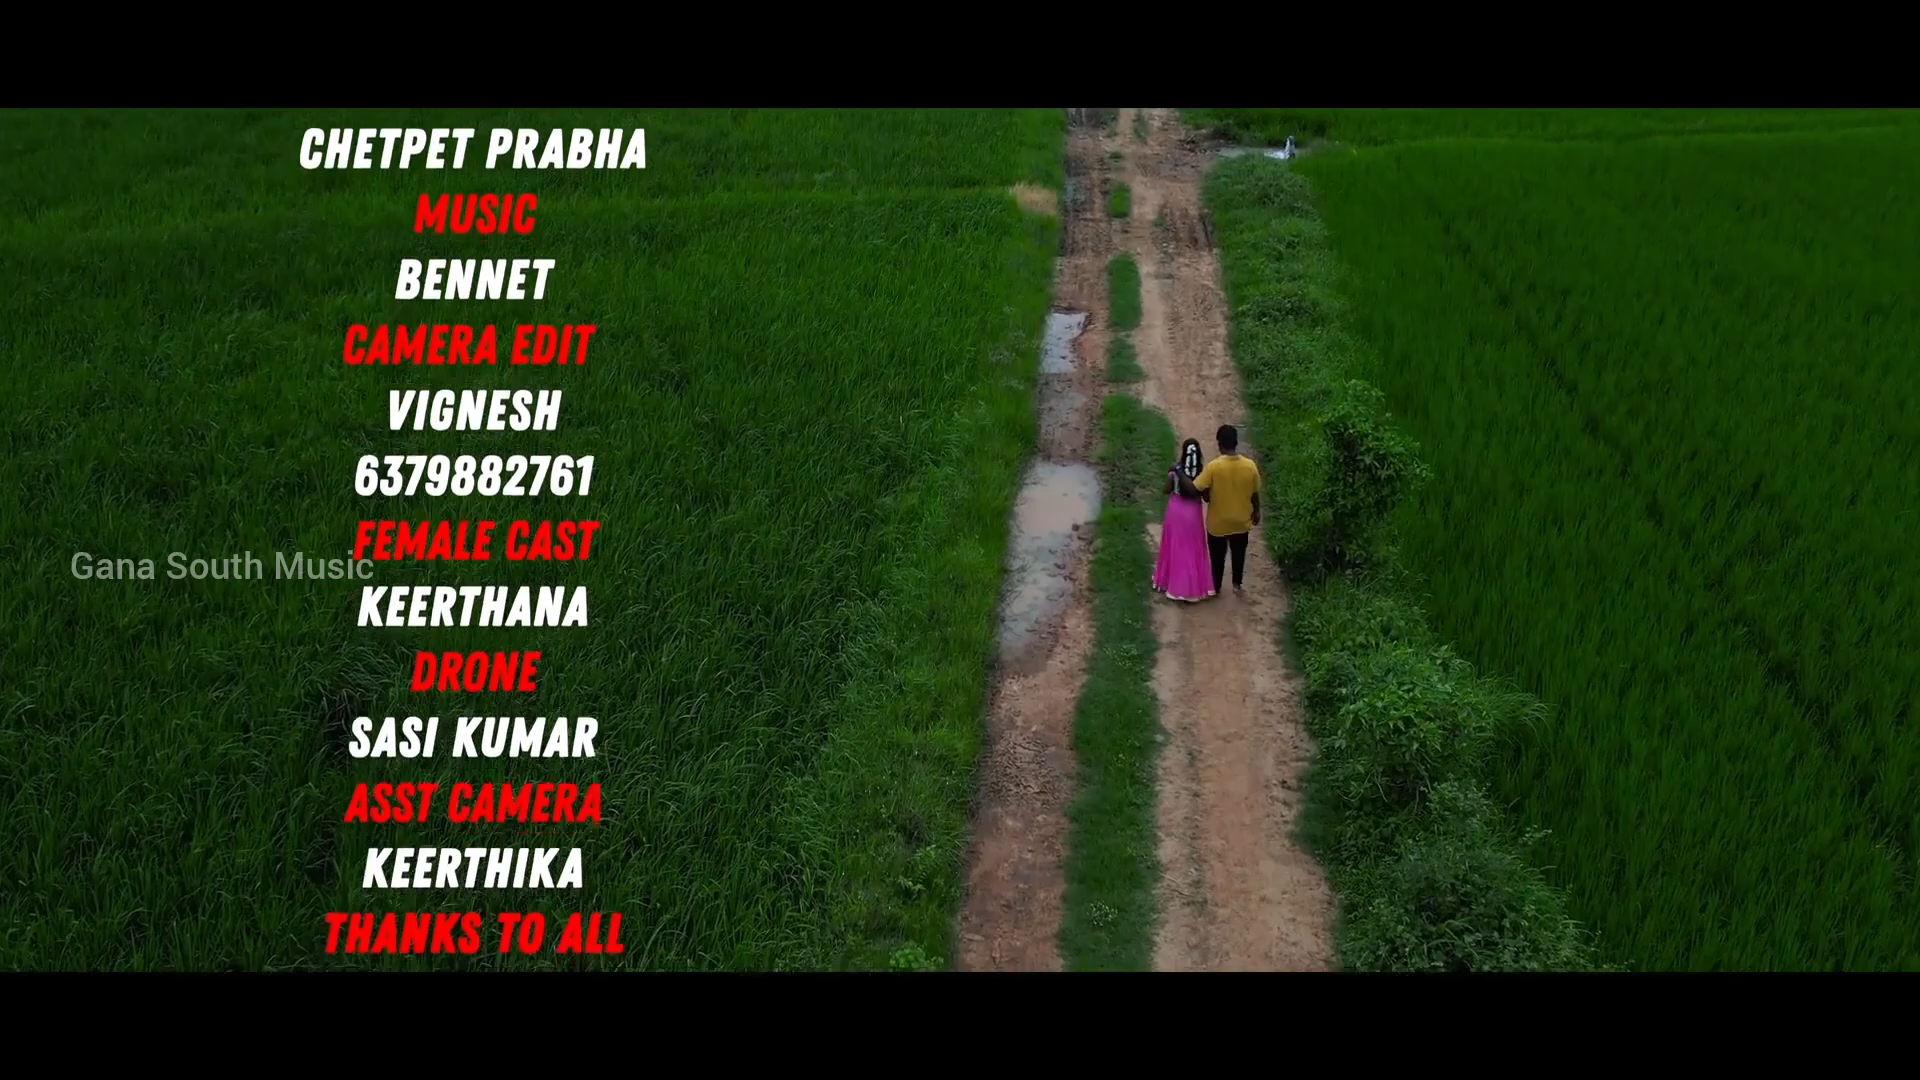 CHETPET PRABHA
MUSIC
BENNET
CAMERA EDIT
VIGNESH
6379882761
FEMALE CAST
Gana South Music
KEERTHANA
DRONE
SASI KUMAR
ASST CAMERA
KEERTHIKA
THANKS TO ALL